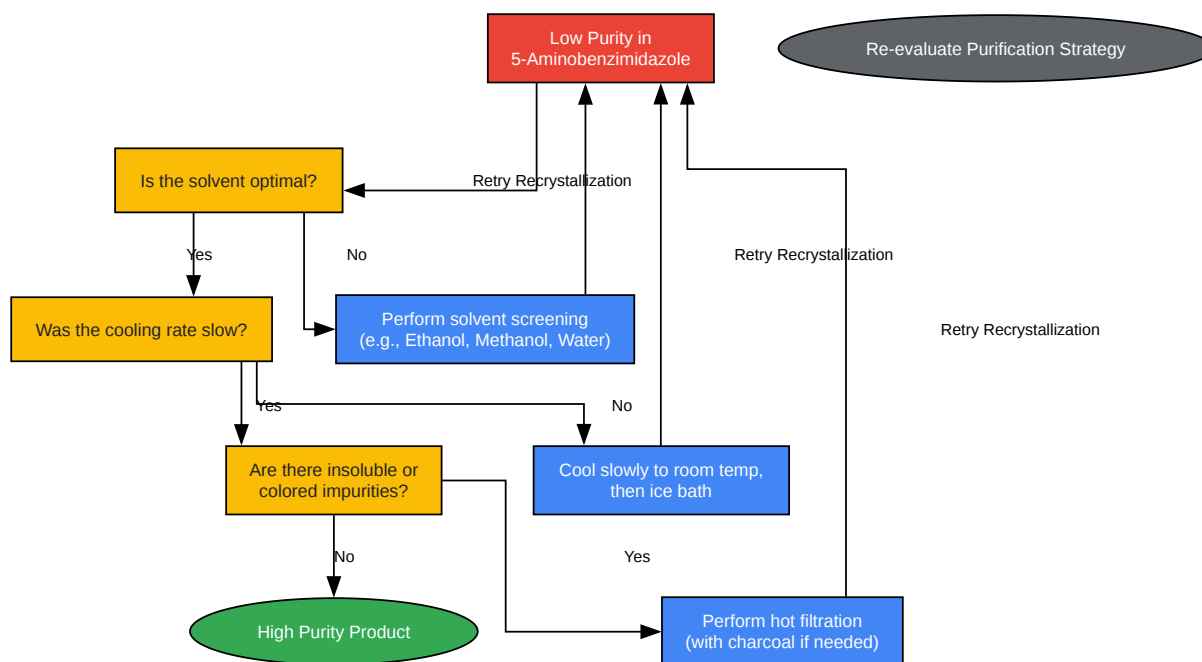 Low Purity in
5-Aminobenzimidazole
Re-evaluate Purification Strategy
Is the solvent optimal?
Retry Recrystallization
Yes
No
Retry Recrystallization
Was the cooling rate slow?
Perform solvent screening
(e.g., Ethanol, Methanol, Water)
Retry Recrystallization
Yes
No
Are there insoluble or
colored impurities?
Cool slowly to room temp,
then ice bath
No
Yes
High Purity Product
Perform hot filtration
(with charcoal if needed)